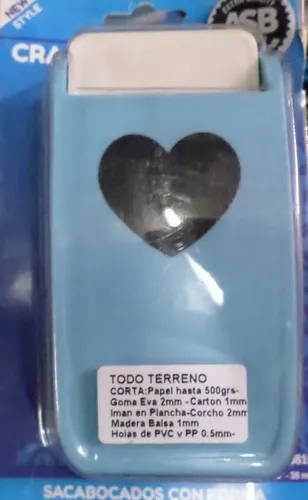 NEW
STYLE
CRA
TODO TERRENO
CORTA:Papel hasta 500grs-
Goma Eva 2mm -Carton 1mm
Iman en Plancha-Corcho 2mm
Madera Balsa 1mm
Hojas de PVC y PP 0.5mm-
SACABOCADOS CON